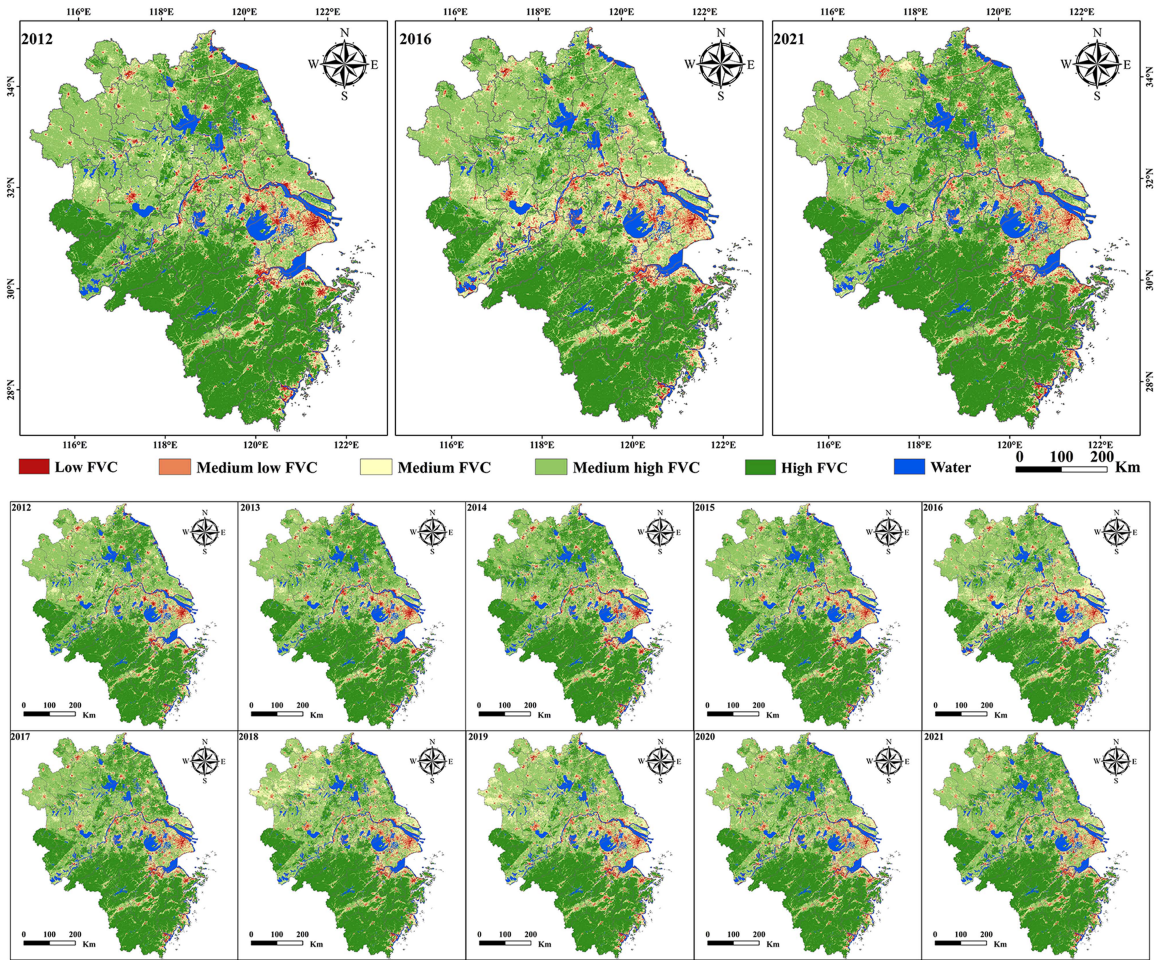 116°E 118°E 120°E 122°E 116°E 118°E 120°E 122°E 116°E 118°E 120°E 122°E
2012 N W E S 2016 N W E S 2021 N W E S
34°N 34°N
32°N 32°N
30°N 30°N
28°N 28°N
116°E 118°E 120°E 122°E 116°E 118°E 120°E 122°E 116°E 118°E 120°E 122°E
Low FVC Medium low FVC Medium FVC Medium high FVC High FVC Water 0 100 200 Km
2012 N W E S 2013 N W E S 2014 N W E S 2015 N W E S 2016 N W E S
0 100 200 Km 0 100 200 Km 0 100 200 Km 0 100 200 Km 0 100 200 Km
2017 N W E S 2018 N W E S 2019 N W E S 2020 N W E S 2021 N W E S
0 100 200 Km 0 100 200 Km 0 100 200 Km 0 100 200 Km 0 100 200 Km